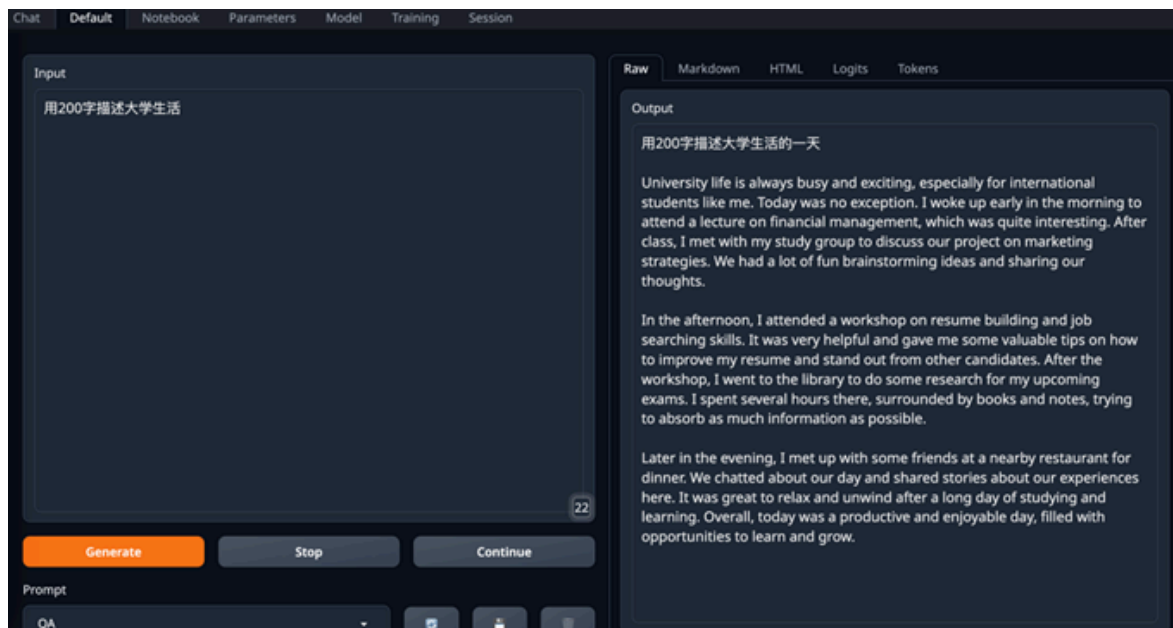 Chat Default Notebook Parameters Model Training Session
Input
用200字描述大学生活
22
Generate Stop Continue
Prompt
QA
Raw Markdown HTML Logits Tokens
Output
用200字描述大学生活的一天
University life is always busy and exciting, especially for international
students like me. Today was no exception. I woke up early in the morning to
attend a lecture on financial management, which was quite interesting. After
class, I met with my study group to discuss our project on marketing
strategies. We had a lot of fun brainstorming ideas and sharing our
thoughts.
In the afternoon, I attended a workshop on resume building and job
searching skills. It was very helpful and gave me some valuable tips on how
to improve my resume and stand out from other candidates. After the
workshop, I went to the library to do some research for my upcoming
exams. I spent several hours there, surrounded by books and notes, trying
to absorb as much information as possible.
Later in the evening, I met up with some friends at a nearby restaurant for
dinner. We chatted about our day and shared stories about our experiences
here. It was great to relax and unwind after a long day of studying and
learning. Overall, today was a productive and enjoyable day, filled with
opportunities to learn and grow.